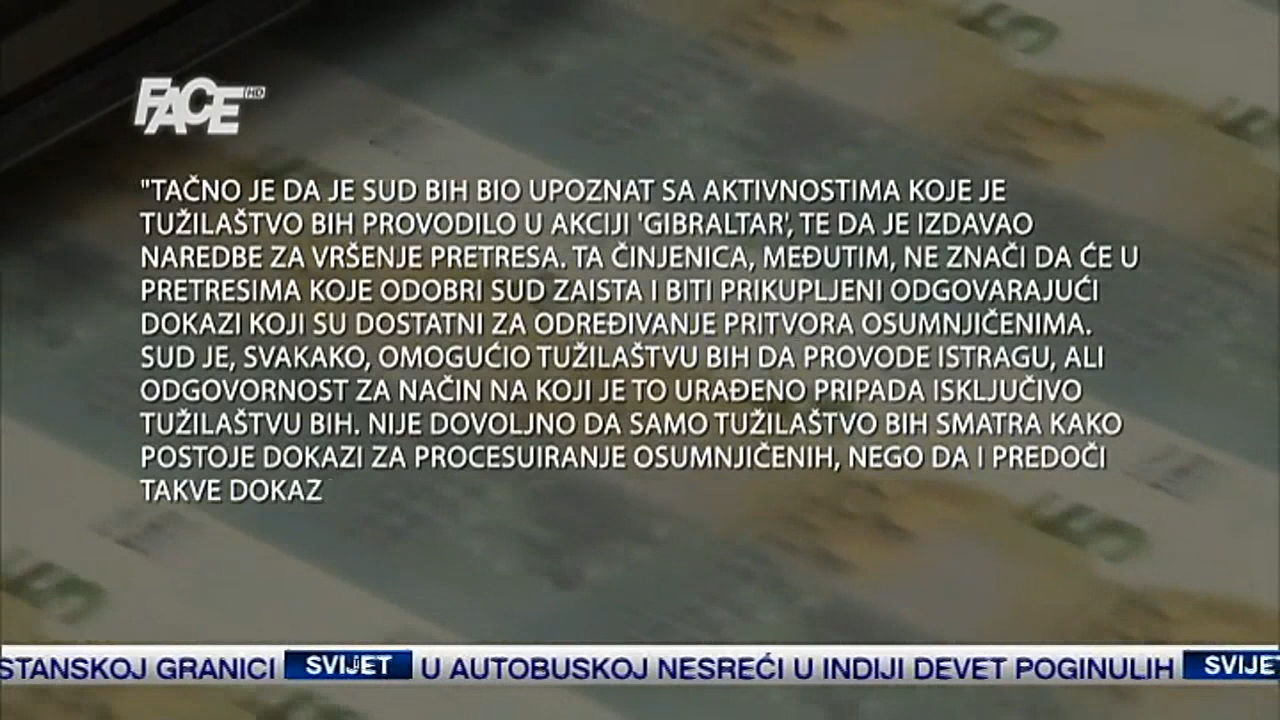 FACE HD
"TAČNO JE DA JE SUD BIH BIO UPOZNAT SA AKTIVNOSTIMA KOJE JE
TUŽILAŠTVO BIH PROVODILO U AKCIJI 'GIBRALTAR', TE DA JE IZDAVAO
NAREDBE ZA VRŠENJE PRETRESA. TA ČINJENICA, MEĐUTIM, NE ZNAČI DA ĆE U
PRETRESIMA KOJE ODOBRI SUD ZAISTA I BITI PRIKUPLJENI ODGOVARAJUĆI
DOKAZI KOJI SU DOSTATNI ZA ODREĐIVANJE PRITVORA OSUMNJIČENIMA.
SUD JE, SVAKAKO, OMOGUĆIO TUŽILAŠTVU BIH DA PROVODE ISTRAGU, ALI
ODGOVORNOST ZA NAČIN NA KOJI JE TO URAĐENO PRIPADA ISKLJUČIVO
TUŽILAŠTVU BIH. NIJE DOVOLJNO DA SAMO TUŽILAŠTVO BIH SMATRA KAKO
POSTOJE DOKAZI ZA PROCESUIRANJE OSUMNJIČENIH, NEGO DA I PREDOČI
TAKVE DOKAZ
STANSKOJ GRANICI SVIJET U AUTOBUSKOJ NESREĆI U INDIJI DEVET POGINULIH SVIJE